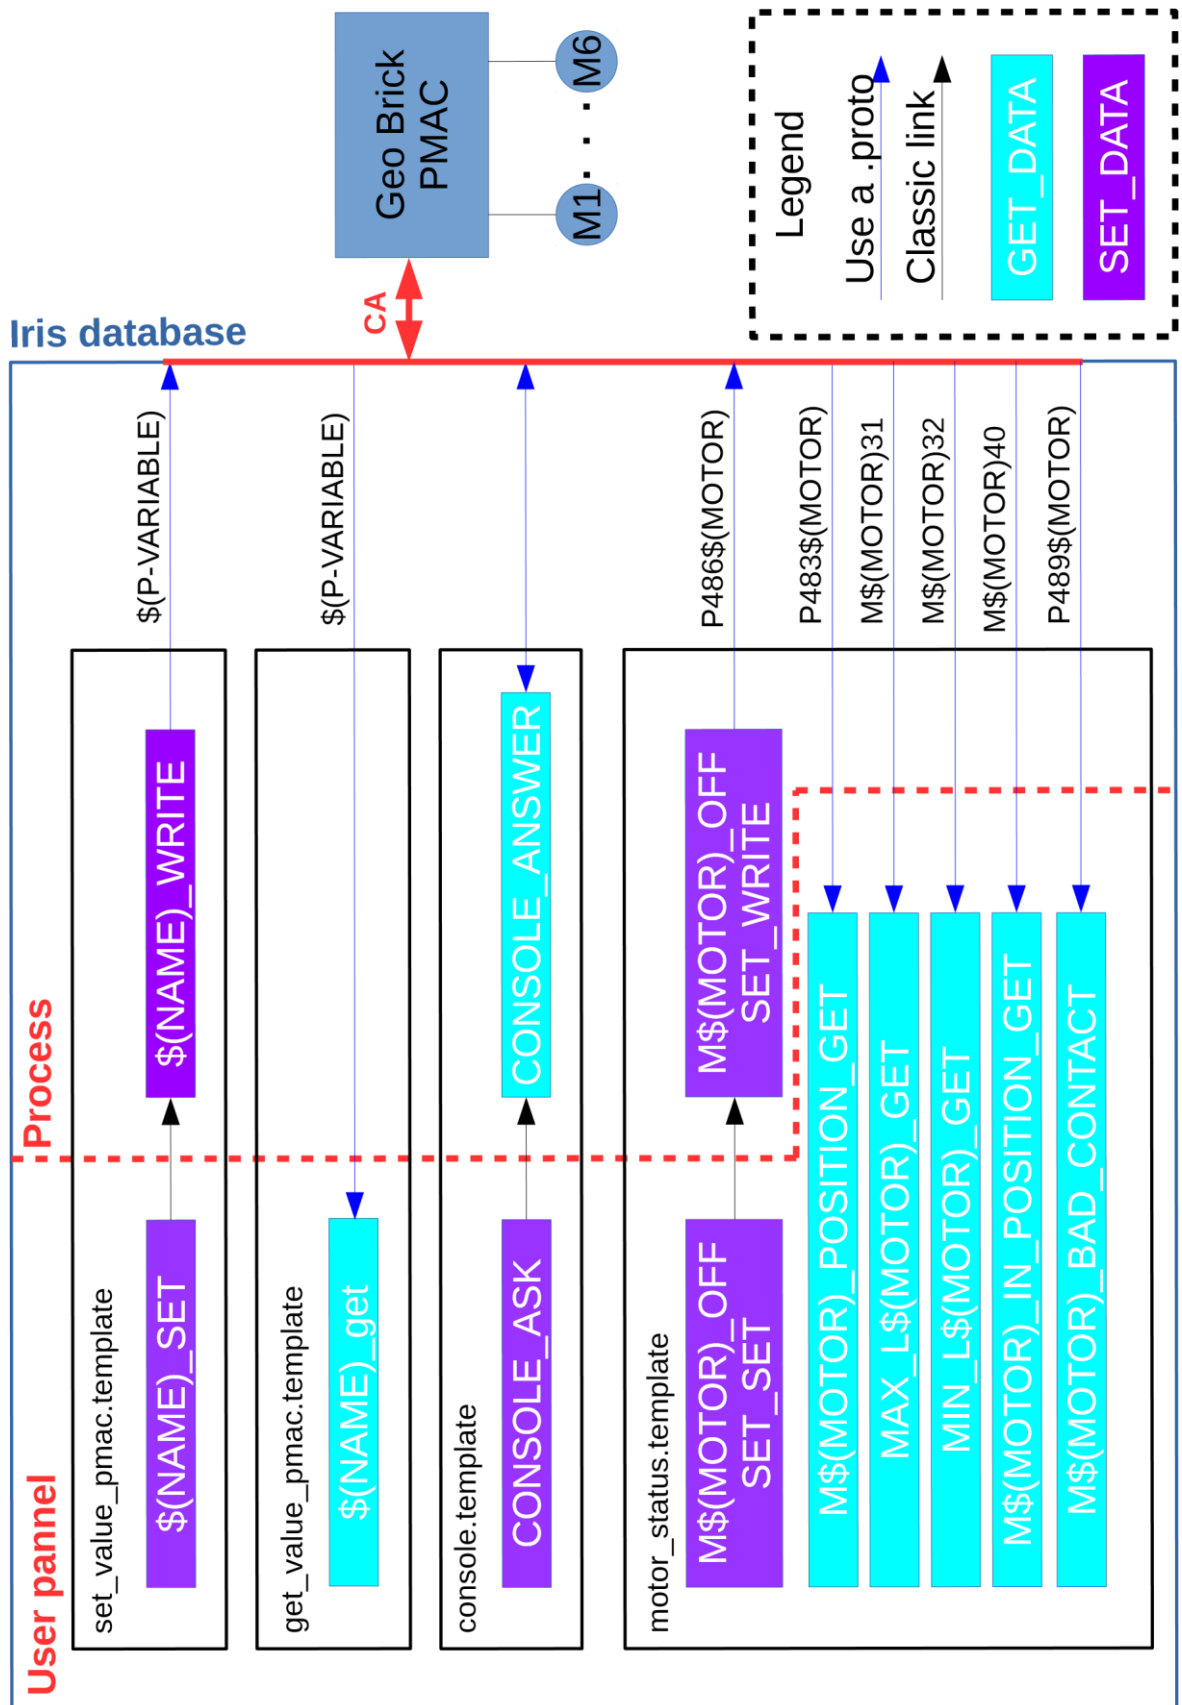 Iris database
User pannel
Process
set_value_pmac.template
$(NAME)_SET
$(NAME)_WRITE
$(P-VARIABLE)
get_value_pmac.template
$(NAME)_get
$(P-VARIABLE)
console.template
CONSOLE_ASK
CONSOLE_ANSWER
motor_status.template
M$(MOTOR)_OFF
SET_SET
M$(MOTOR)_OFF
SET_WRITE
P486$(MOTOR)
M$(MOTOR)_POSITION_GET
P483$(MOTOR)
MAX_L$(MOTOR)_GET
M$(MOTOR)31
MIN_L$(MOTOR)_GET
M$(MOTOR)32
M$(MOTOR)_IN_POSITION_GET
M$(MOTOR)40
M$(MOTOR)_BAD_CONTACT
P489$(MOTOR)
CA
Geo Brick
PMAC
M1
M6
Legend
Use a .proto
Classic link
GET_DATA
SET_DATA